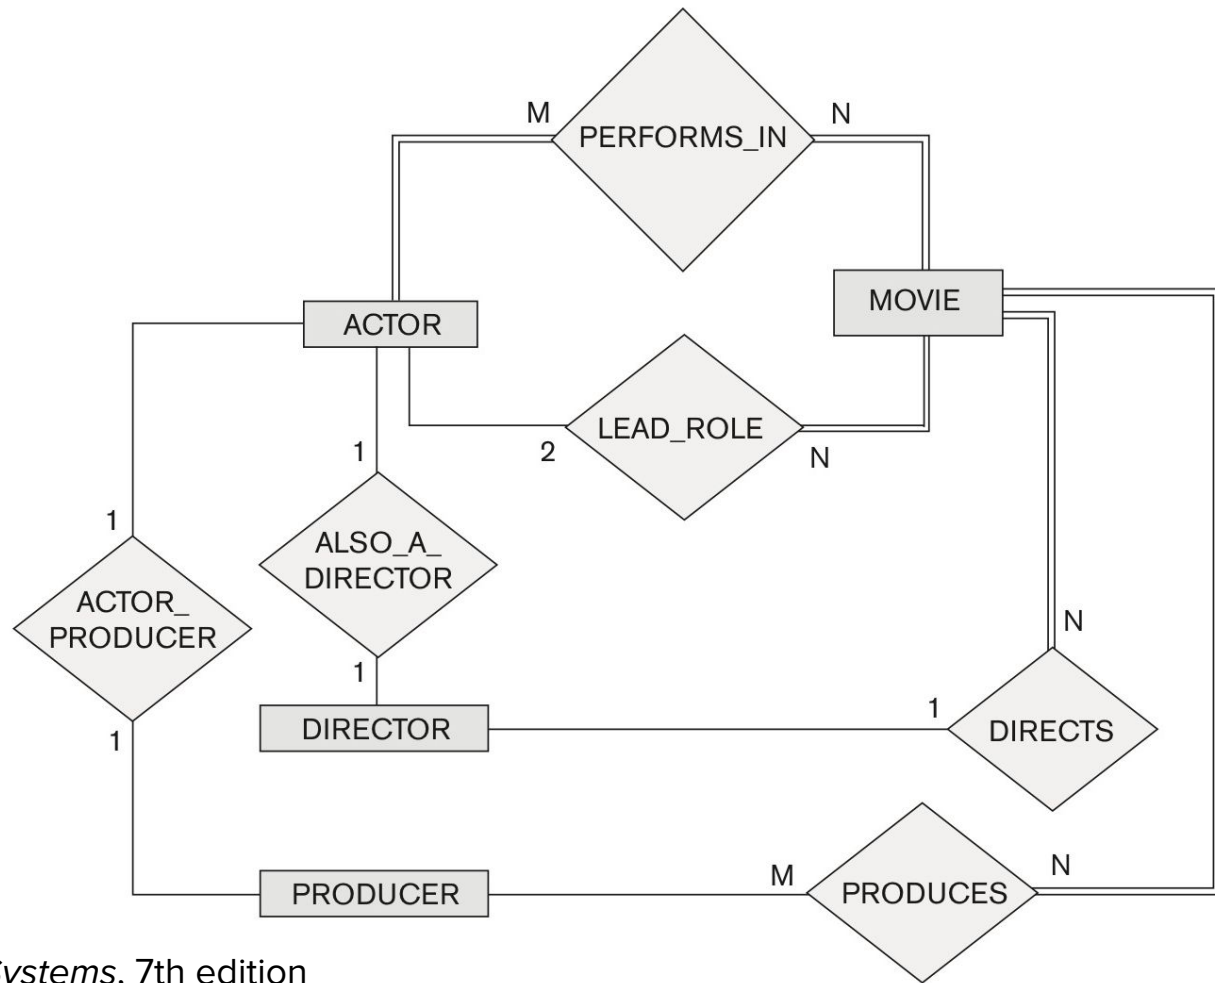 M
N
PERFORMS_IN
MOVIE
ACTOR
LEAD_ROLE
2
N
1
1
ALSO_A_
DIRECTOR
ACTOR_
PRODUCER
N
1
1
1
DIRECTOR
DIRECTS
M
N
PRODUCER
PRODUCES
7th edition